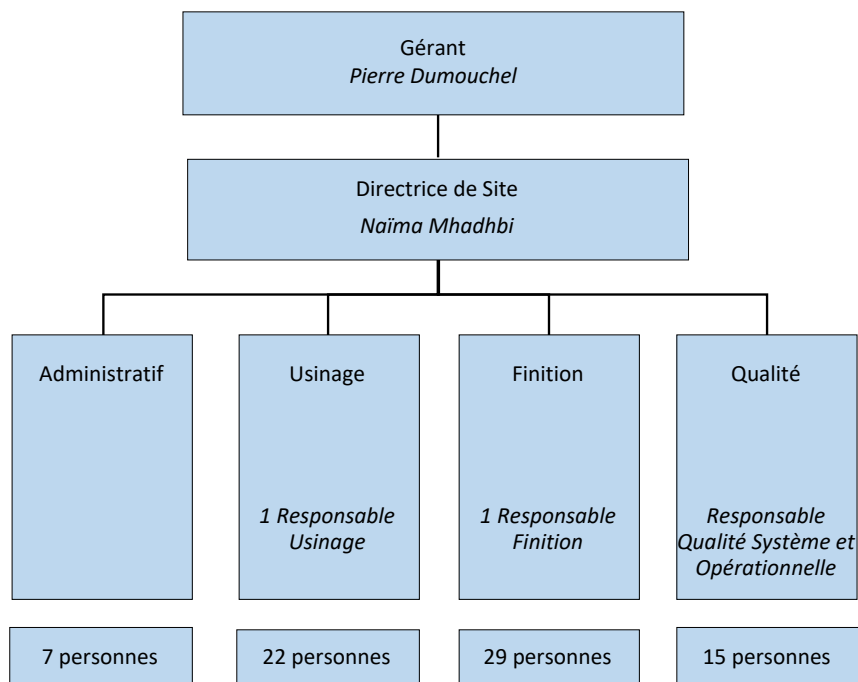 Gérant
Pierre Dumouchel
Directrice de Site
Naïma Mhadhbi
Administratif
Usinage
1 Responsable
Usinage
Finition
1 Responsable
Finition
Qualité
Responsable
Qualité Système et
Opérationnelle
7 personnes
22 personnes
29 personnes
15 personnes